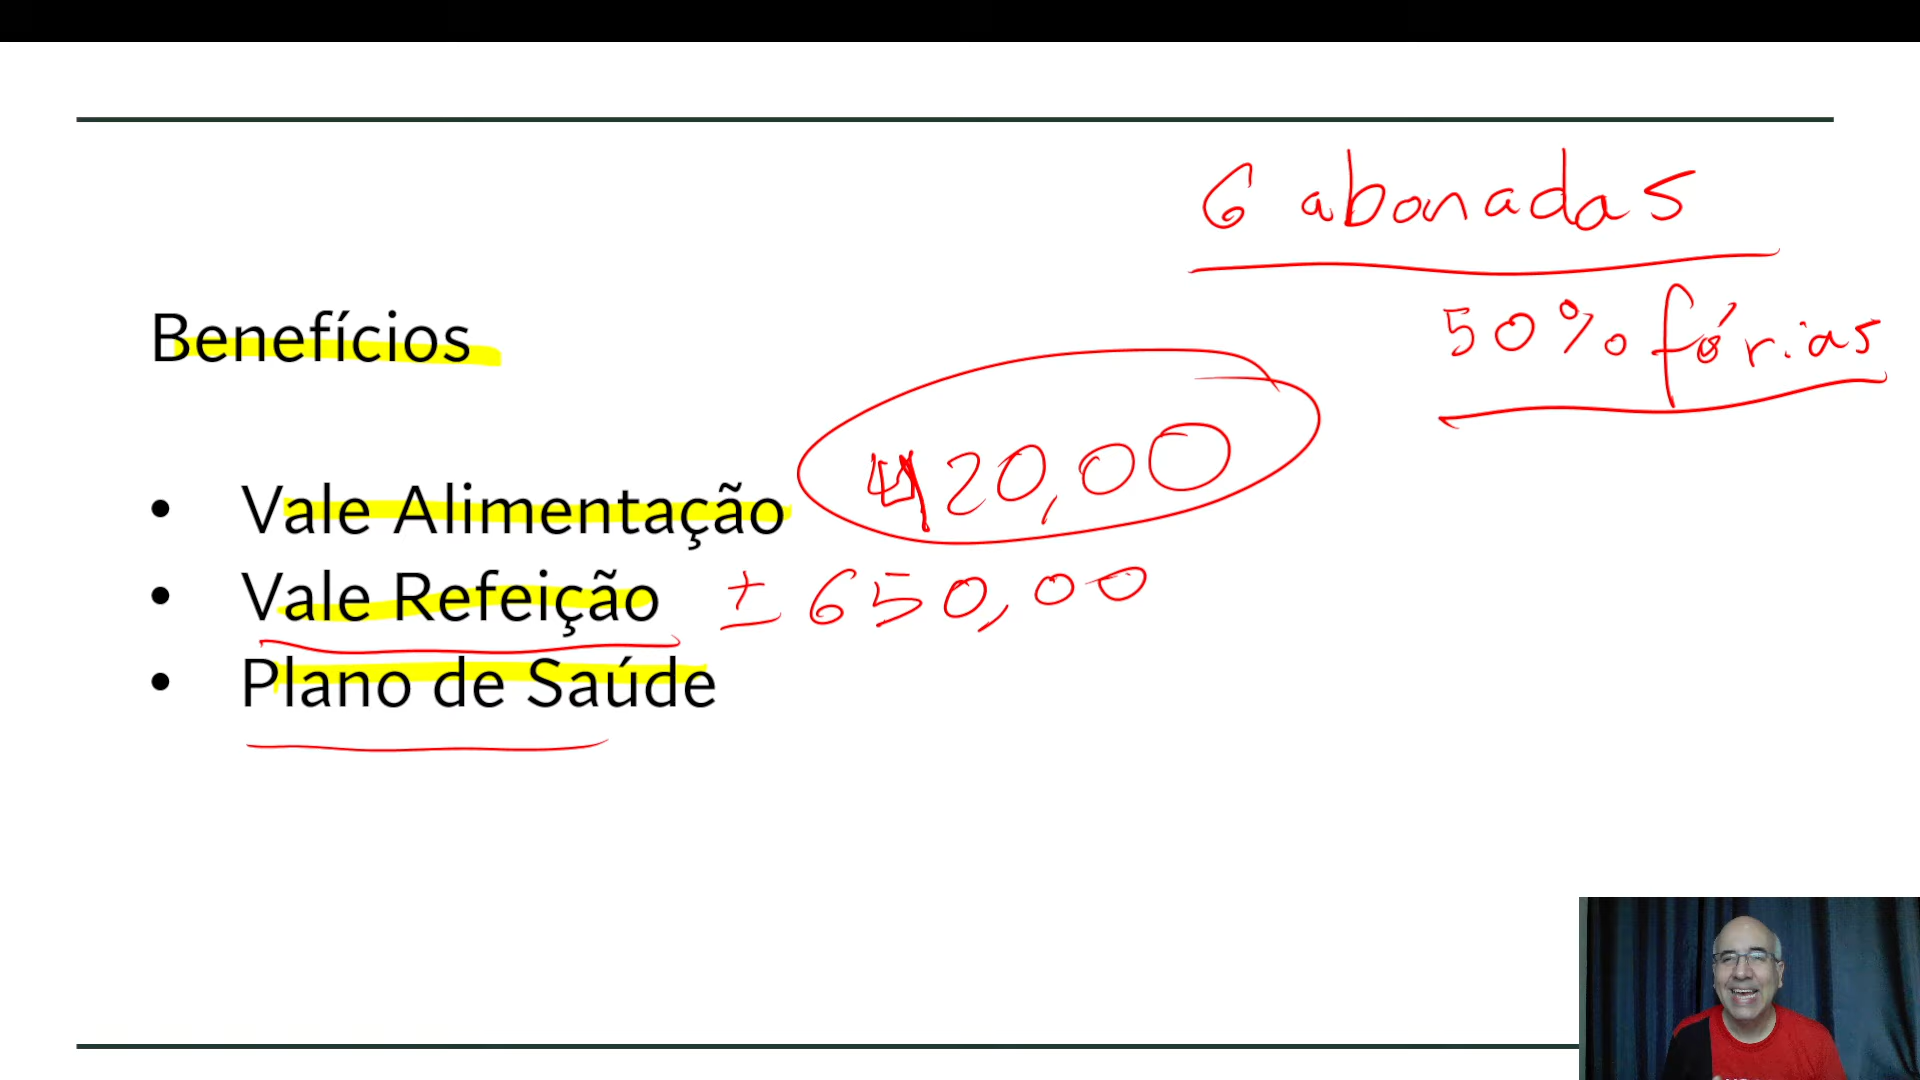 6 abonadas
50% férias
Benefícios
Vale Alimentação 420,00
Vale Refeição ± 650,00
Plano de Saúde